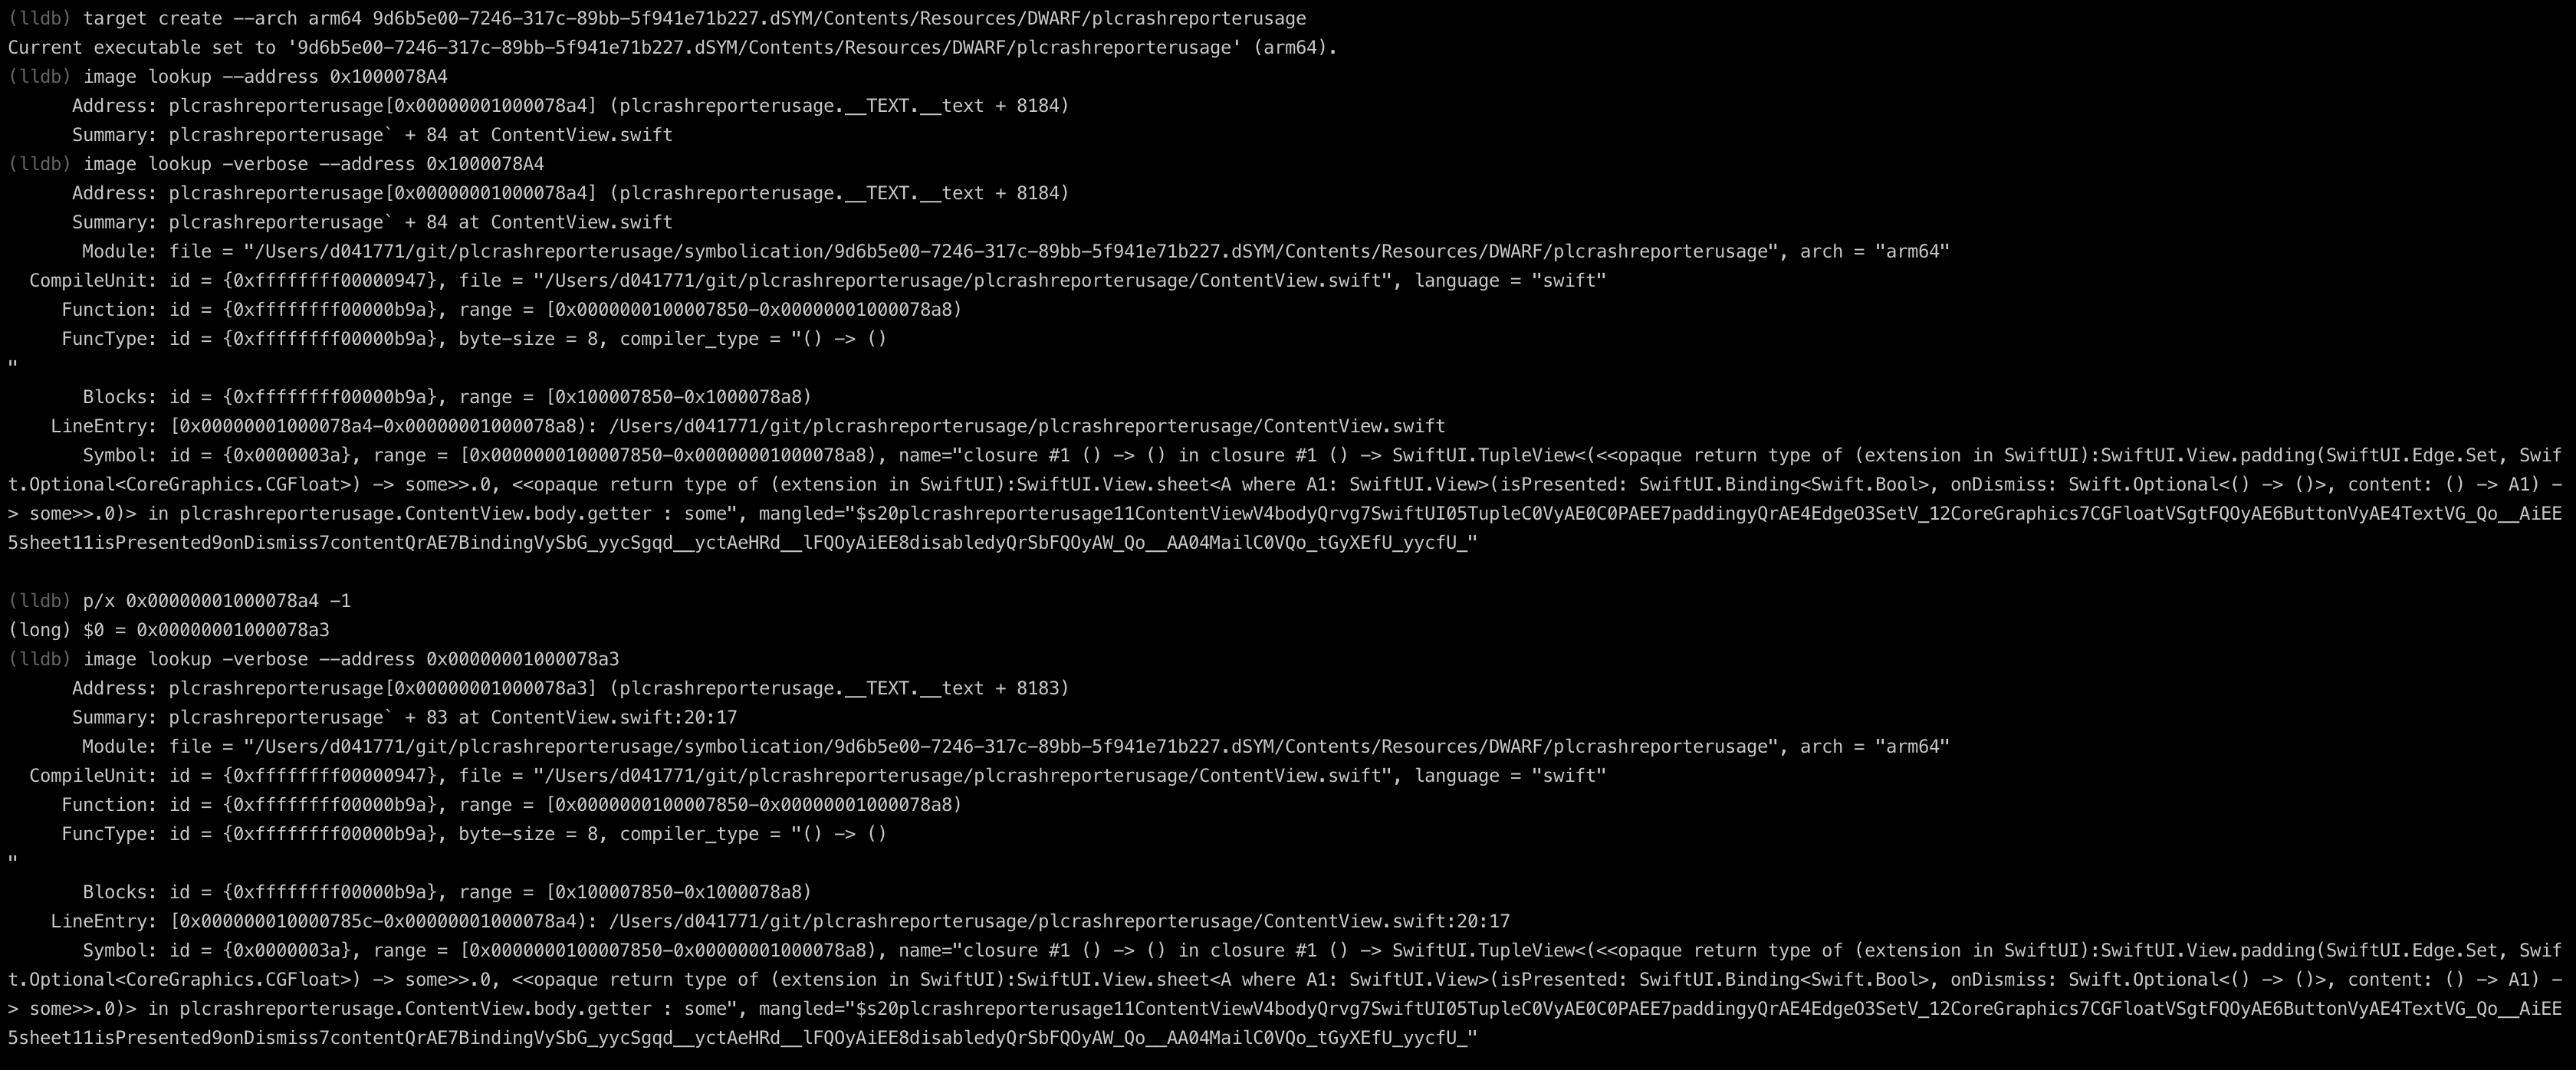 (lldb) target create --arch arm64 9d6b5e00-7246-317c-89bb-5f941e71b227.dSYM/Contents/Resources/DWARF/plcrashreporterusage
Current executable set to '9d6b5e00-7246-317c-89bb-5f941e71b227.dSYM/Contents/Resources/DWARF/plcrashreporterusage' (arm64).
(lldb) image lookup --address 0x1000078A4
      Address: plcrashreporterusage[0x00000001000078a4] (plcrashreporterusage.__TEXT.__text + 8184)
      Summary: plcrashreporterusage` + 84 at ContentView.swift
(lldb) image lookup -verbose --address 0x1000078A4
      Address: plcrashreporterusage[0x00000001000078a4] (plcrashreporterusage.__TEXT.__text + 8184)
      Summary: plcrashreporterusage` + 84 at ContentView.swift
       Module: file = "/Users/d041771/git/plcrashreporterusage/symbolication/9d6b5e00-7246-317c-89bb-5f941e71b227.dSYM/Contents/Resources/DWARF/plcrashreporterusage", arch = "arm64"
  CompileUnit: id = {0xffffffff00000947}, file = "/Users/d041771/git/plcrashreporterusage/plcrashreporterusage/ContentView.swift", language = "swift"
     Function: id = {0xffffffff00000b9a}, range = [0x0000000100007850-0x00000001000078a8)
     FuncType: id = {0xffffffff00000b9a}, byte-size = 8, compiler_type = "() -> ()
"
       Blocks: id = {0xffffffff00000b9a}, range = [0x100007850-0x1000078a8)
    LineEntry: [0x00000001000078a4-0x00000001000078a8): /Users/d041771/git/plcrashreporterusage/plcrashreporterusage/ContentView.swift
       Symbol: id = {0x0000003a}, range = [0x0000000100007850-0x00000001000078a8), name="closure #1 () -> () in closure #1 () -> SwiftUI.TupleView<(<<opaque return type of (extension in SwiftUI):SwiftUI.View.padding(SwiftUI.Edge.Set, Swif
t.Optional<CoreGraphics.CGFloat>) -> some>>.0, <<opaque return type of (extension in SwiftUI):SwiftUI.View.sheet<A where A1: SwiftUI.View>(isPresented: SwiftUI.Binding<Swift.Bool>, onDismiss: Swift.Optional<() -> ()>, content: () -> A1) -
> some>>.0)> in plcrashreporterusage.ContentView.body.getter : some", mangled="$s20plcrashreporterusage11ContentViewV4bodyQrvg7SwiftUI05TupleC0VyAE0C0PAEE7paddingyQrAE4EdgeO3SetV_12CoreGraphics7CGFloatVSgtFQOyAE6ButtonVyAE4TextVG_Qo__AiEE
5sheet11isPresented9onDismiss7contentQrAE7BindingVySbG_yycSgqd__yctAeHRd__lFQOyAiEE8disabledyQrSbFQOyAW_Qo__AA04MailC0VQo_tGyXEfU_yycfU_"
(lldb) p/x 0x00000001000078a4 -1
(long) $0 = 0x00000001000078a3
(lldb) image lookup -verbose --address 0x00000001000078a3
      Address: plcrashreporterusage[0x00000001000078a3] (plcrashreporterusage.__TEXT.__text + 8183)
      Summary: plcrashreporterusage` + 83 at ContentView.swift:20:17
       Module: file = "/Users/d041771/git/plcrashreporterusage/symbolication/9d6b5e00-7246-317c-89bb-5f941e71b227.dSYM/Contents/Resources/DWARF/plcrashreporterusage", arch = "arm64"
  CompileUnit: id = {0xffffffff00000947}, file = "/Users/d041771/git/plcrashreporterusage/plcrashreporterusage/ContentView.swift", language = "swift"
     Function: id = {0xffffffff00000b9a}, range = [0x0000000100007850-0x00000001000078a8)
     FuncType: id = {0xffffffff00000b9a}, byte-size = 8, compiler_type = "() -> ()
"
       Blocks: id = {0xffffffff00000b9a}, range = [0x100007850-0x1000078a8)
    LineEntry: [0x000000010000785c-0x00000001000078a4): /Users/d041771/git/plcrashreporterusage/plcrashreporterusage/ContentView.swift:20:17
       Symbol: id = {0x0000003a}, range = [0x0000000100007850-0x00000001000078a8), name="closure #1 () -> () in closure #1 () -> SwiftUI.TupleView<(<<opaque return type of (extension in SwiftUI):SwiftUI.View.padding(SwiftUI.Edge.Set, Swif
t.Optional<CoreGraphics.CGFloat>) -> some>>.0, <<opaque return type of (extension in SwiftUI):SwiftUI.View.sheet<A where A1: SwiftUI.View>(isPresented: SwiftUI.Binding<Swift.Bool>, onDismiss: Swift.Optional<() -> ()>, content: () -> A1) -
> some>>.0)> in plcrashreporterusage.ContentView.body.getter : some", mangled="$s20plcrashreporterusage11ContentViewV4bodyQrvg7SwiftUI05TupleC0VyAE0C0PAEE7paddingyQrAE4EdgeO3SetV_12CoreGraphics7CGFloatVSgtFQOyAE6ButtonVyAE4TextVG_Qo__AiEE
5sheet11isPresented9onDismiss7contentQrAE7BindingVySbG_yycSgqd__yctAeHRd__lFQOyAiEE8disabledyQrSbFQOyAW_Qo__AA04MailC0VQo_tGyXEfU_yycfU_"